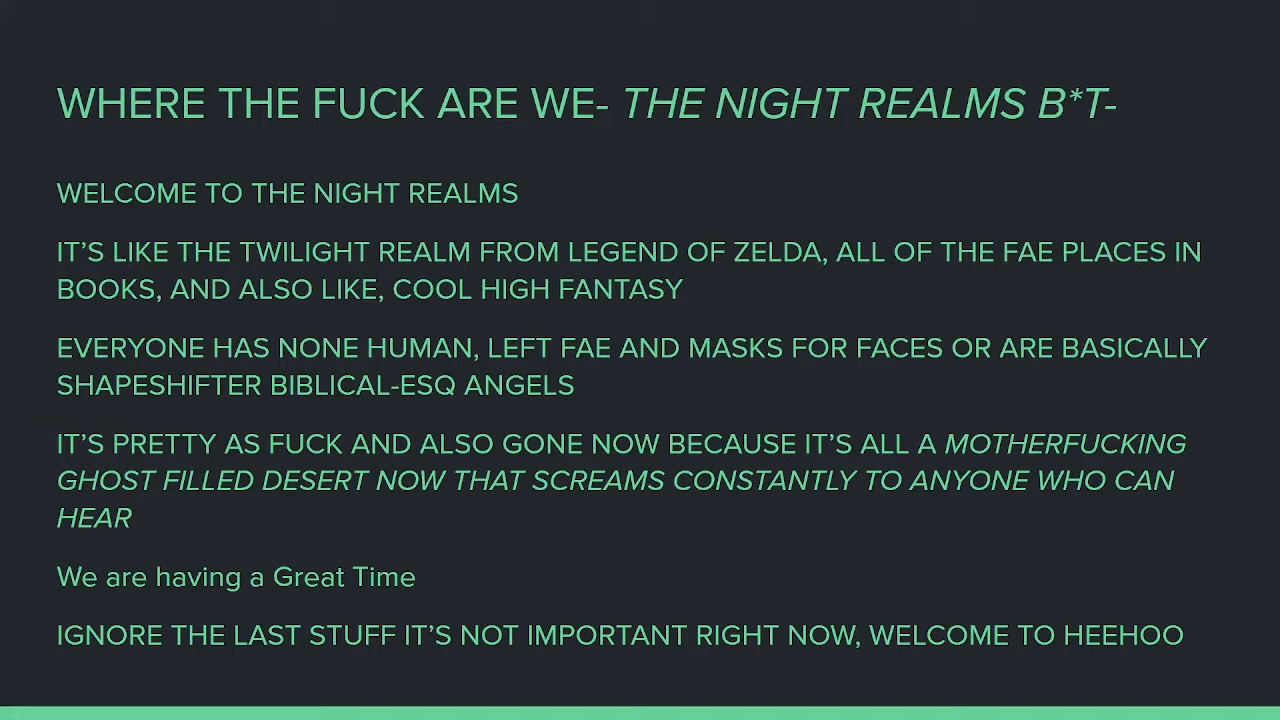 WHERE THE FUCK ARE WE- THE NIGHT REALMS B*T-
WELCOME TO THE NIGHT REALMS
IT’S LIKE THE TWILIGHT REALM FROM LEGEND OF ZELDA, ALL OF THE FAE PLACES IN
BOOKS, AND ALSO LIKE, COOL HIGH FANTASY
EVERYONE HAS NONE HUMAN, LEFT FAE AND MASKS FOR FACES OR ARE BASICALLY
SHAPESHIFTER BIBLICAL-ESQ ANGELS
IT’S PRETTY AS FUCK AND ALSO GONE NOW BECAUSE IT’S ALL A MOTHERFUCKING
GHOST FILLED DESERT NOW THAT SCREAMS CONSTANTLY TO ANYONE WHO CAN
HEAR
We are having a Great Time
IGNORE THE LAST STUFF IT’S NOT IMPORTANT RIGHT NOW, WELCOME TO HEEHOO